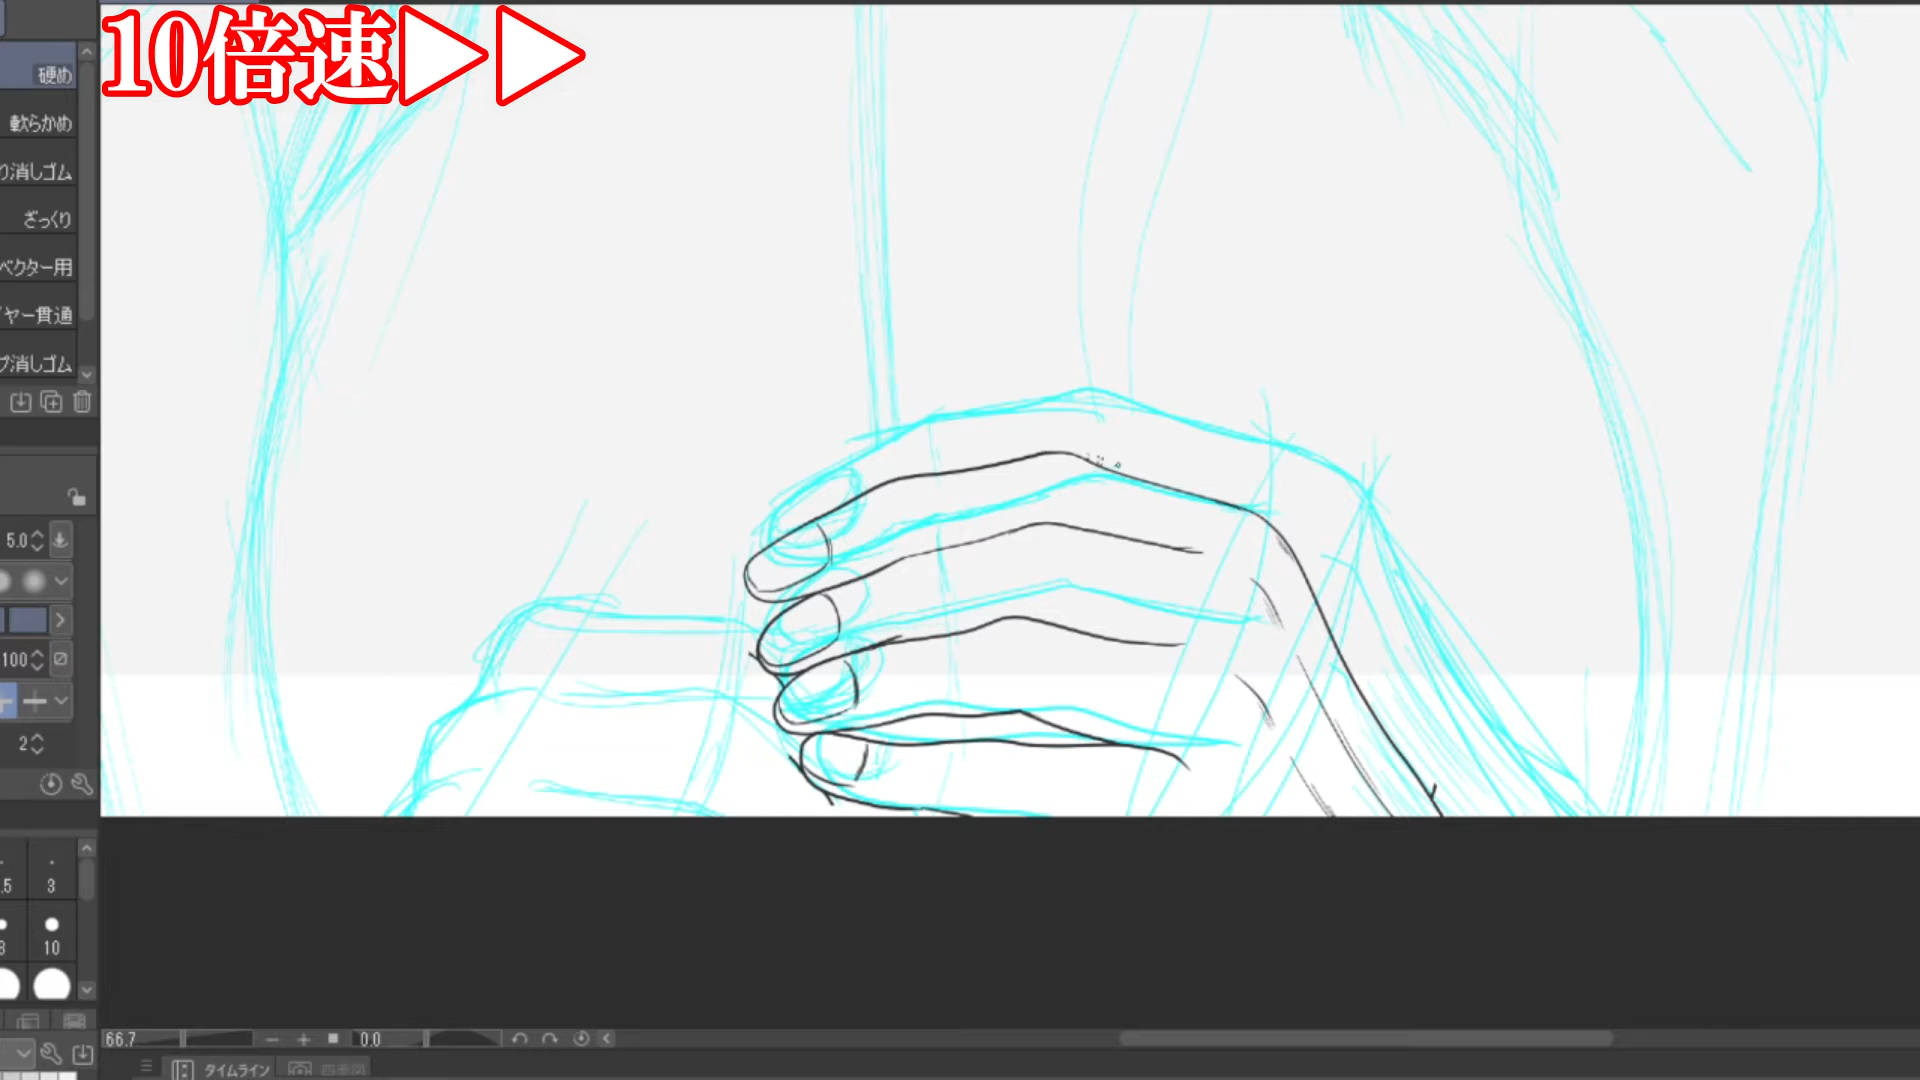 10倍速▶▶
硬め
軟らかめ
り消しゴム
ざっくり
ベクター用
ヤー貫通
プ消しゴム
5.0
100
2
.5 3
8 10
66.7 0.0
タイムライン